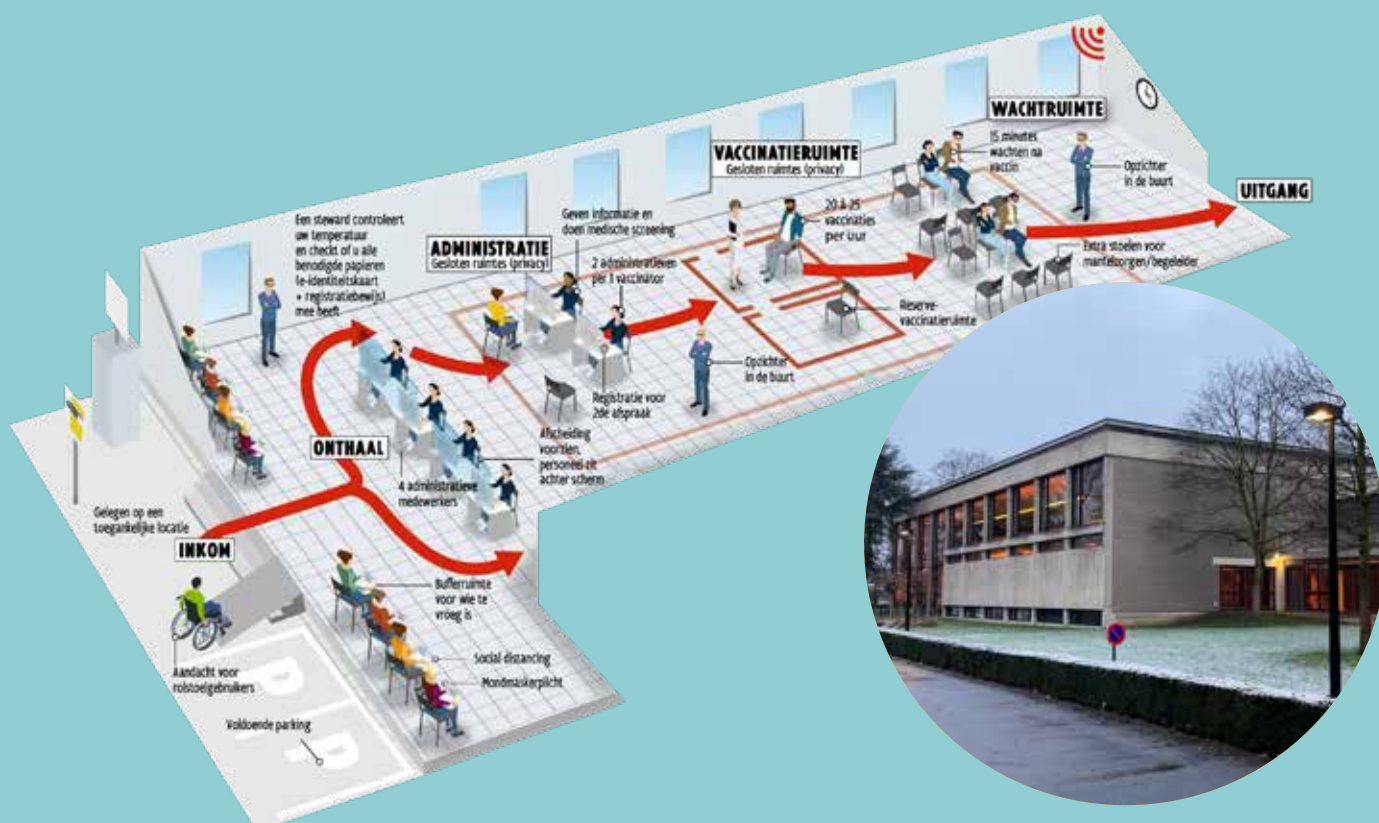 Gelegen op een
toegankelijke locatie
INKOM
Aandacht voor
rolstoelgebruikers
Voldoende parking
P P
P P
ONTHAAL
Een steward controleert
uw temperatuur
en checkt of u alle
benodigde papieren
(e-identiteitskaart
+ registratiebewijs)
mee heeft
4 administratieve
medewerkers
Afscheiding
voorzien,
personeel zit
achter scherm
Bufferruimte
voor wie te
vroeg is
Social distancing
Mondmaskerplicht
ADMINISTRATIE
Gesloten ruimtes (privacy)
Geven informatie en
doen medische screening
2 administratieven
per 1 vaccinator
Registratie voor
2de afspraak
Opzichter
in de buurt
VACCINATIERUIMTE
Gesloten ruimtes (privacy)
20 à 25
vaccinaties
per uur
Reserve-
vaccinatieruimte
WACHTRUIMTE
15 minutes
wachten na
vaccin
Opzichter
in de buurt
Extra stoelen voor
mantelzorgen/begeleider
UITGANG